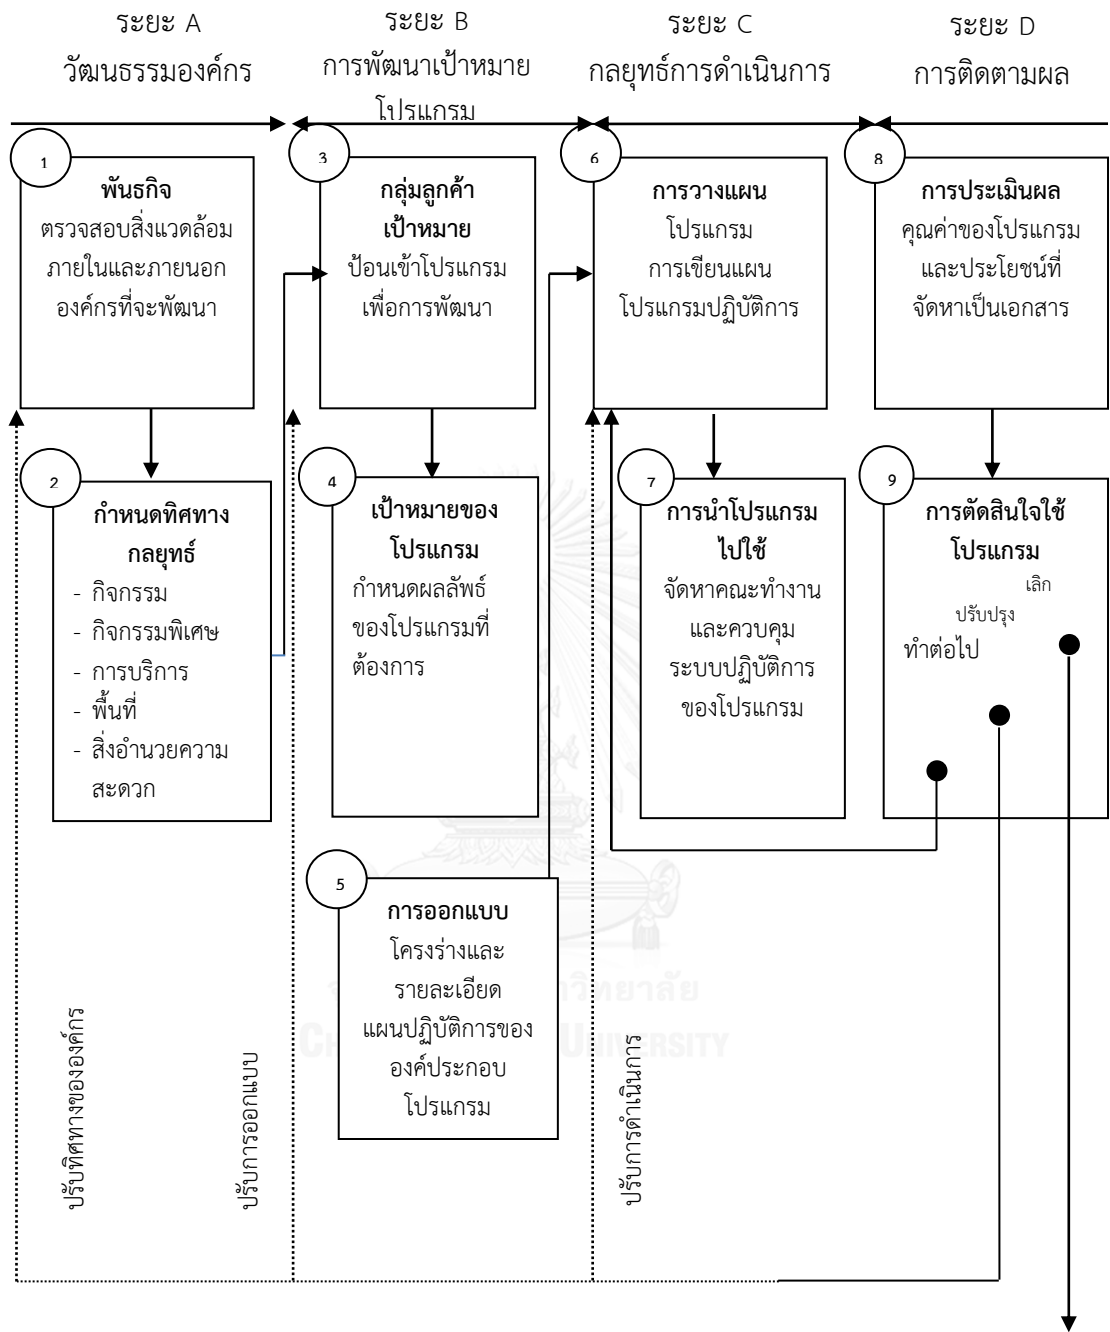 ระยะ A
วัฒนธรรมองค์กร
ระยะ B
การพัฒนาเป้าหมาย
โปรแกรม
ระยะ C
กลยุทธ์การดำเนินการ
ระยะ D
การติดตามผล
1
พันธกิจ
ตรวจสอบสิ่งแวดล้อม
ภายในและภายนอก
องค์กรที่จะพัฒนา
2
กำหนดทิศทาง
กลยุทธ์
- กิจกรรม
- กิจกรรมพิเศษ
- การบริการ
- พื้นที่
- สิ่งอำนวยความ
สะดวก
3
กลุ่มลูกค้า
เป้าหมาย
ป้อนเข้าโปรแกรม
เพื่อการพัฒนา
4
เป้าหมายของ
โปรแกรม
กำหนดผลลัพธ์
ของโปรแกรมที่
ต้องการ
5
การออกแบบ
โครงร่างและ
รายละเอียด
แผนปฏิบัติการของ
องค์ประกอบ
โปรแกรม
6
การวางแผน
โปรแกรม
การเขียนแผน
โปรแกรมปฏิบัติการ
7
การนำโปรแกรม
ไปใช้
จัดหาคณะทำงาน
และควบคุม
ระบบปฏิบัติการ
ของโปรแกรม
8
การประเมินผล
คุณค่าของโปรแกรม
และประโยชน์ที่
จัดหาเป็นเอกสาร
9
การตัดสินใจใช้
โปรแกรม
เลิก
ปรับปรุง
ทำต่อไป
ปรับทิศทางขององค์กร
ปรับการออกแบบ
ปรับการดำเนินการ
าวิทยาลัย
UNIVERSITY